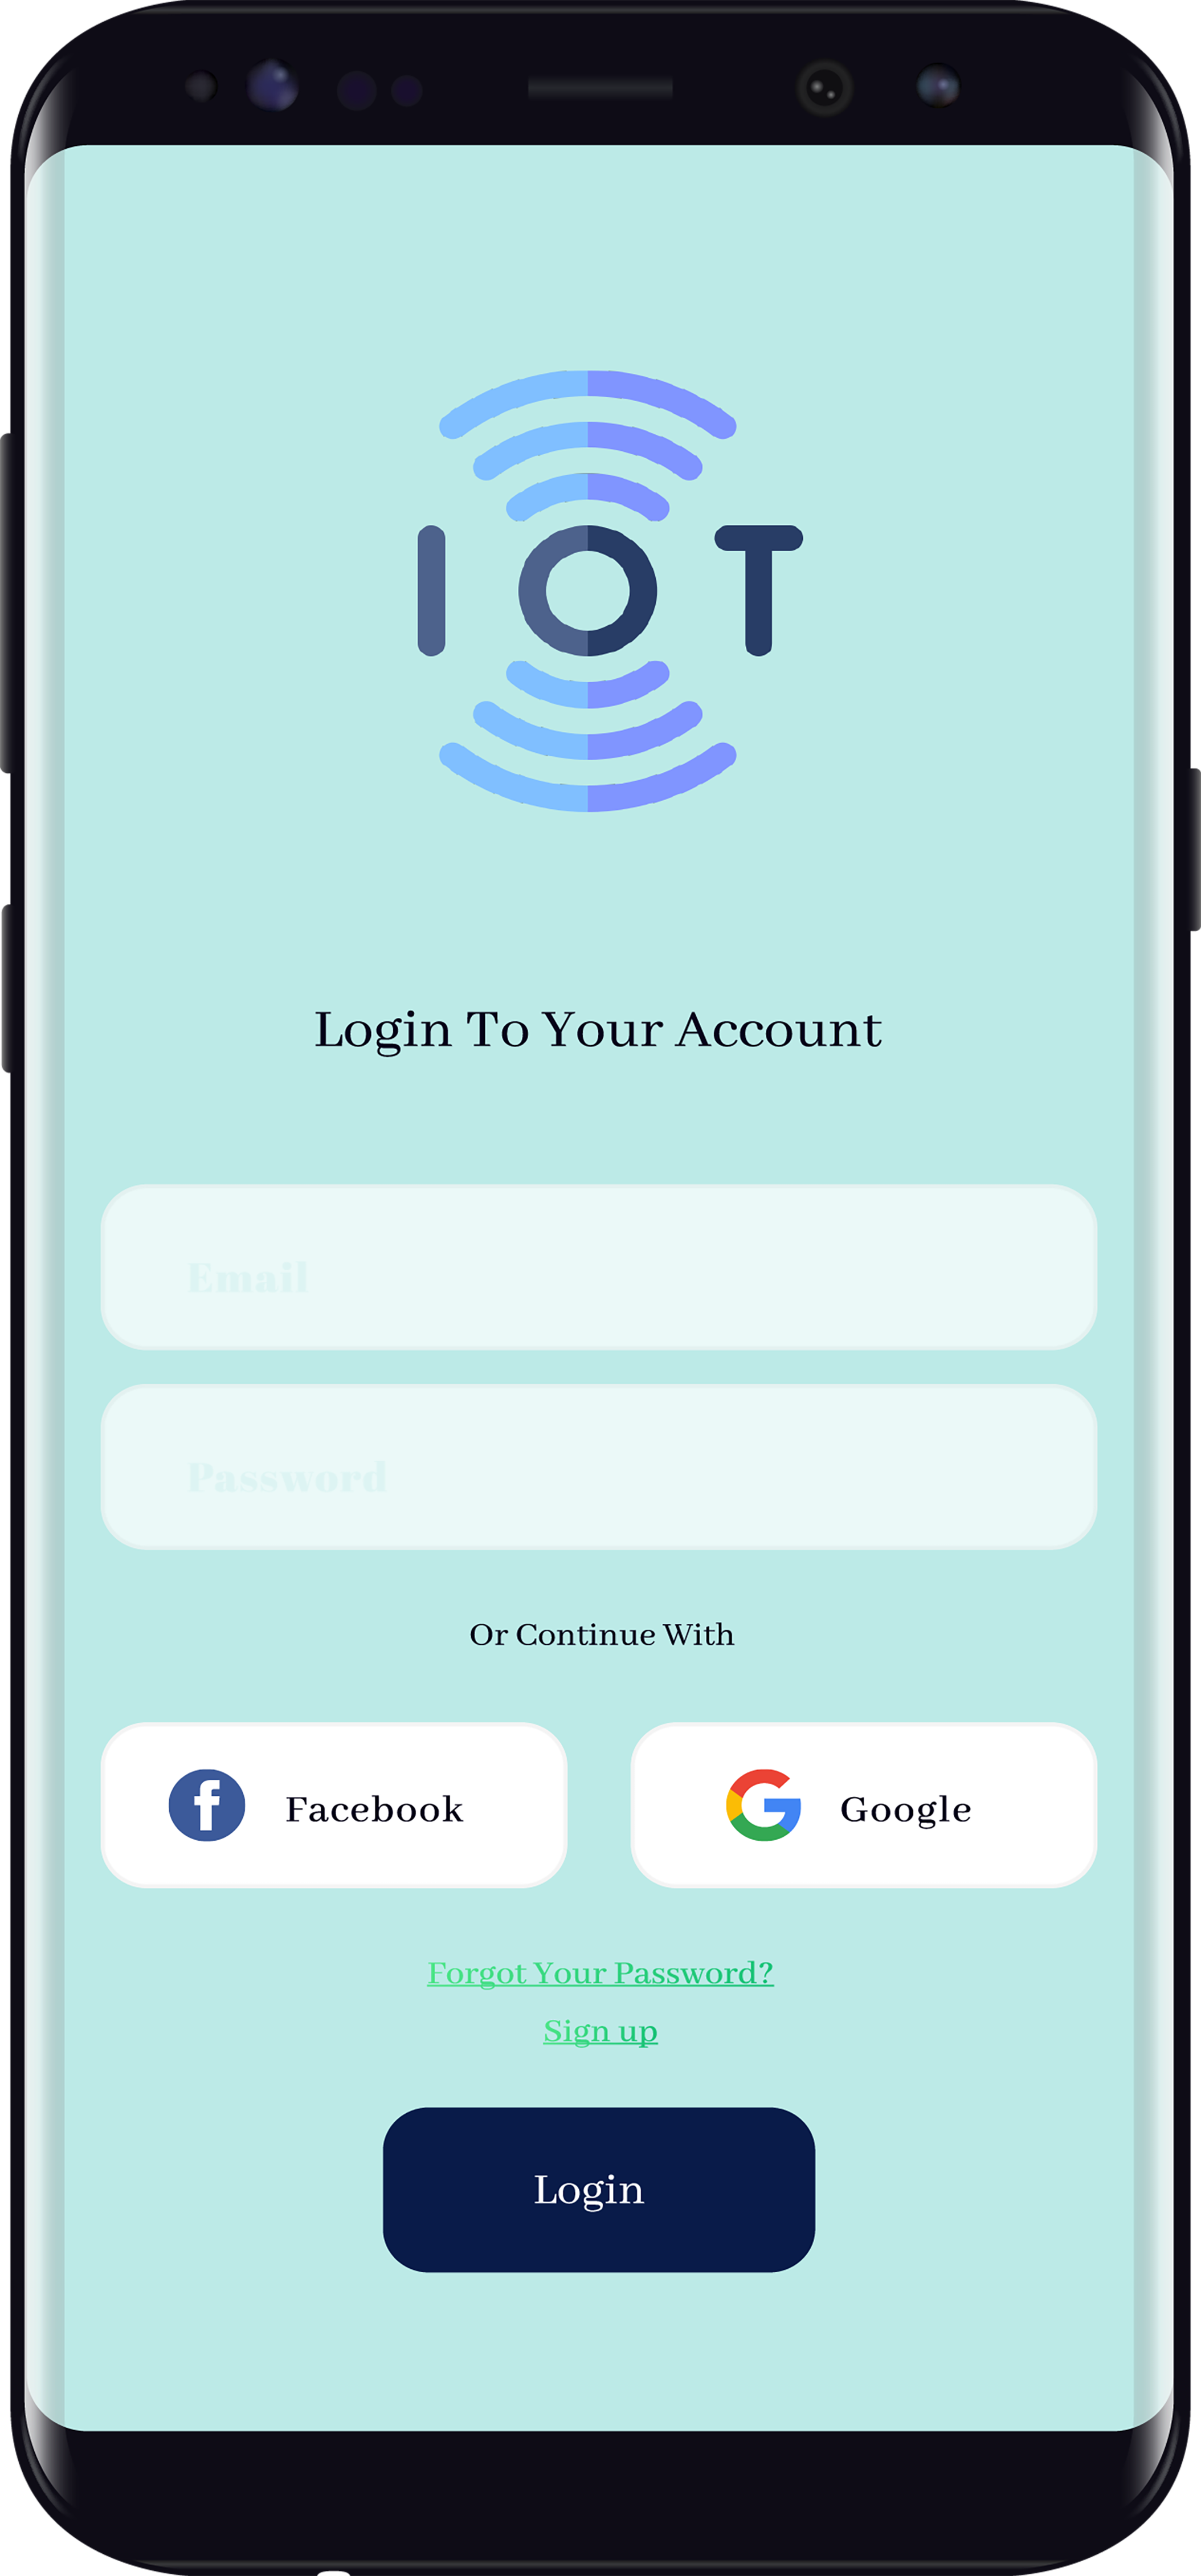 IOT
Login To Your Account
Email
Password
Or Continue With
Facebook Google
Forgot Your Password?
Sign up
Login